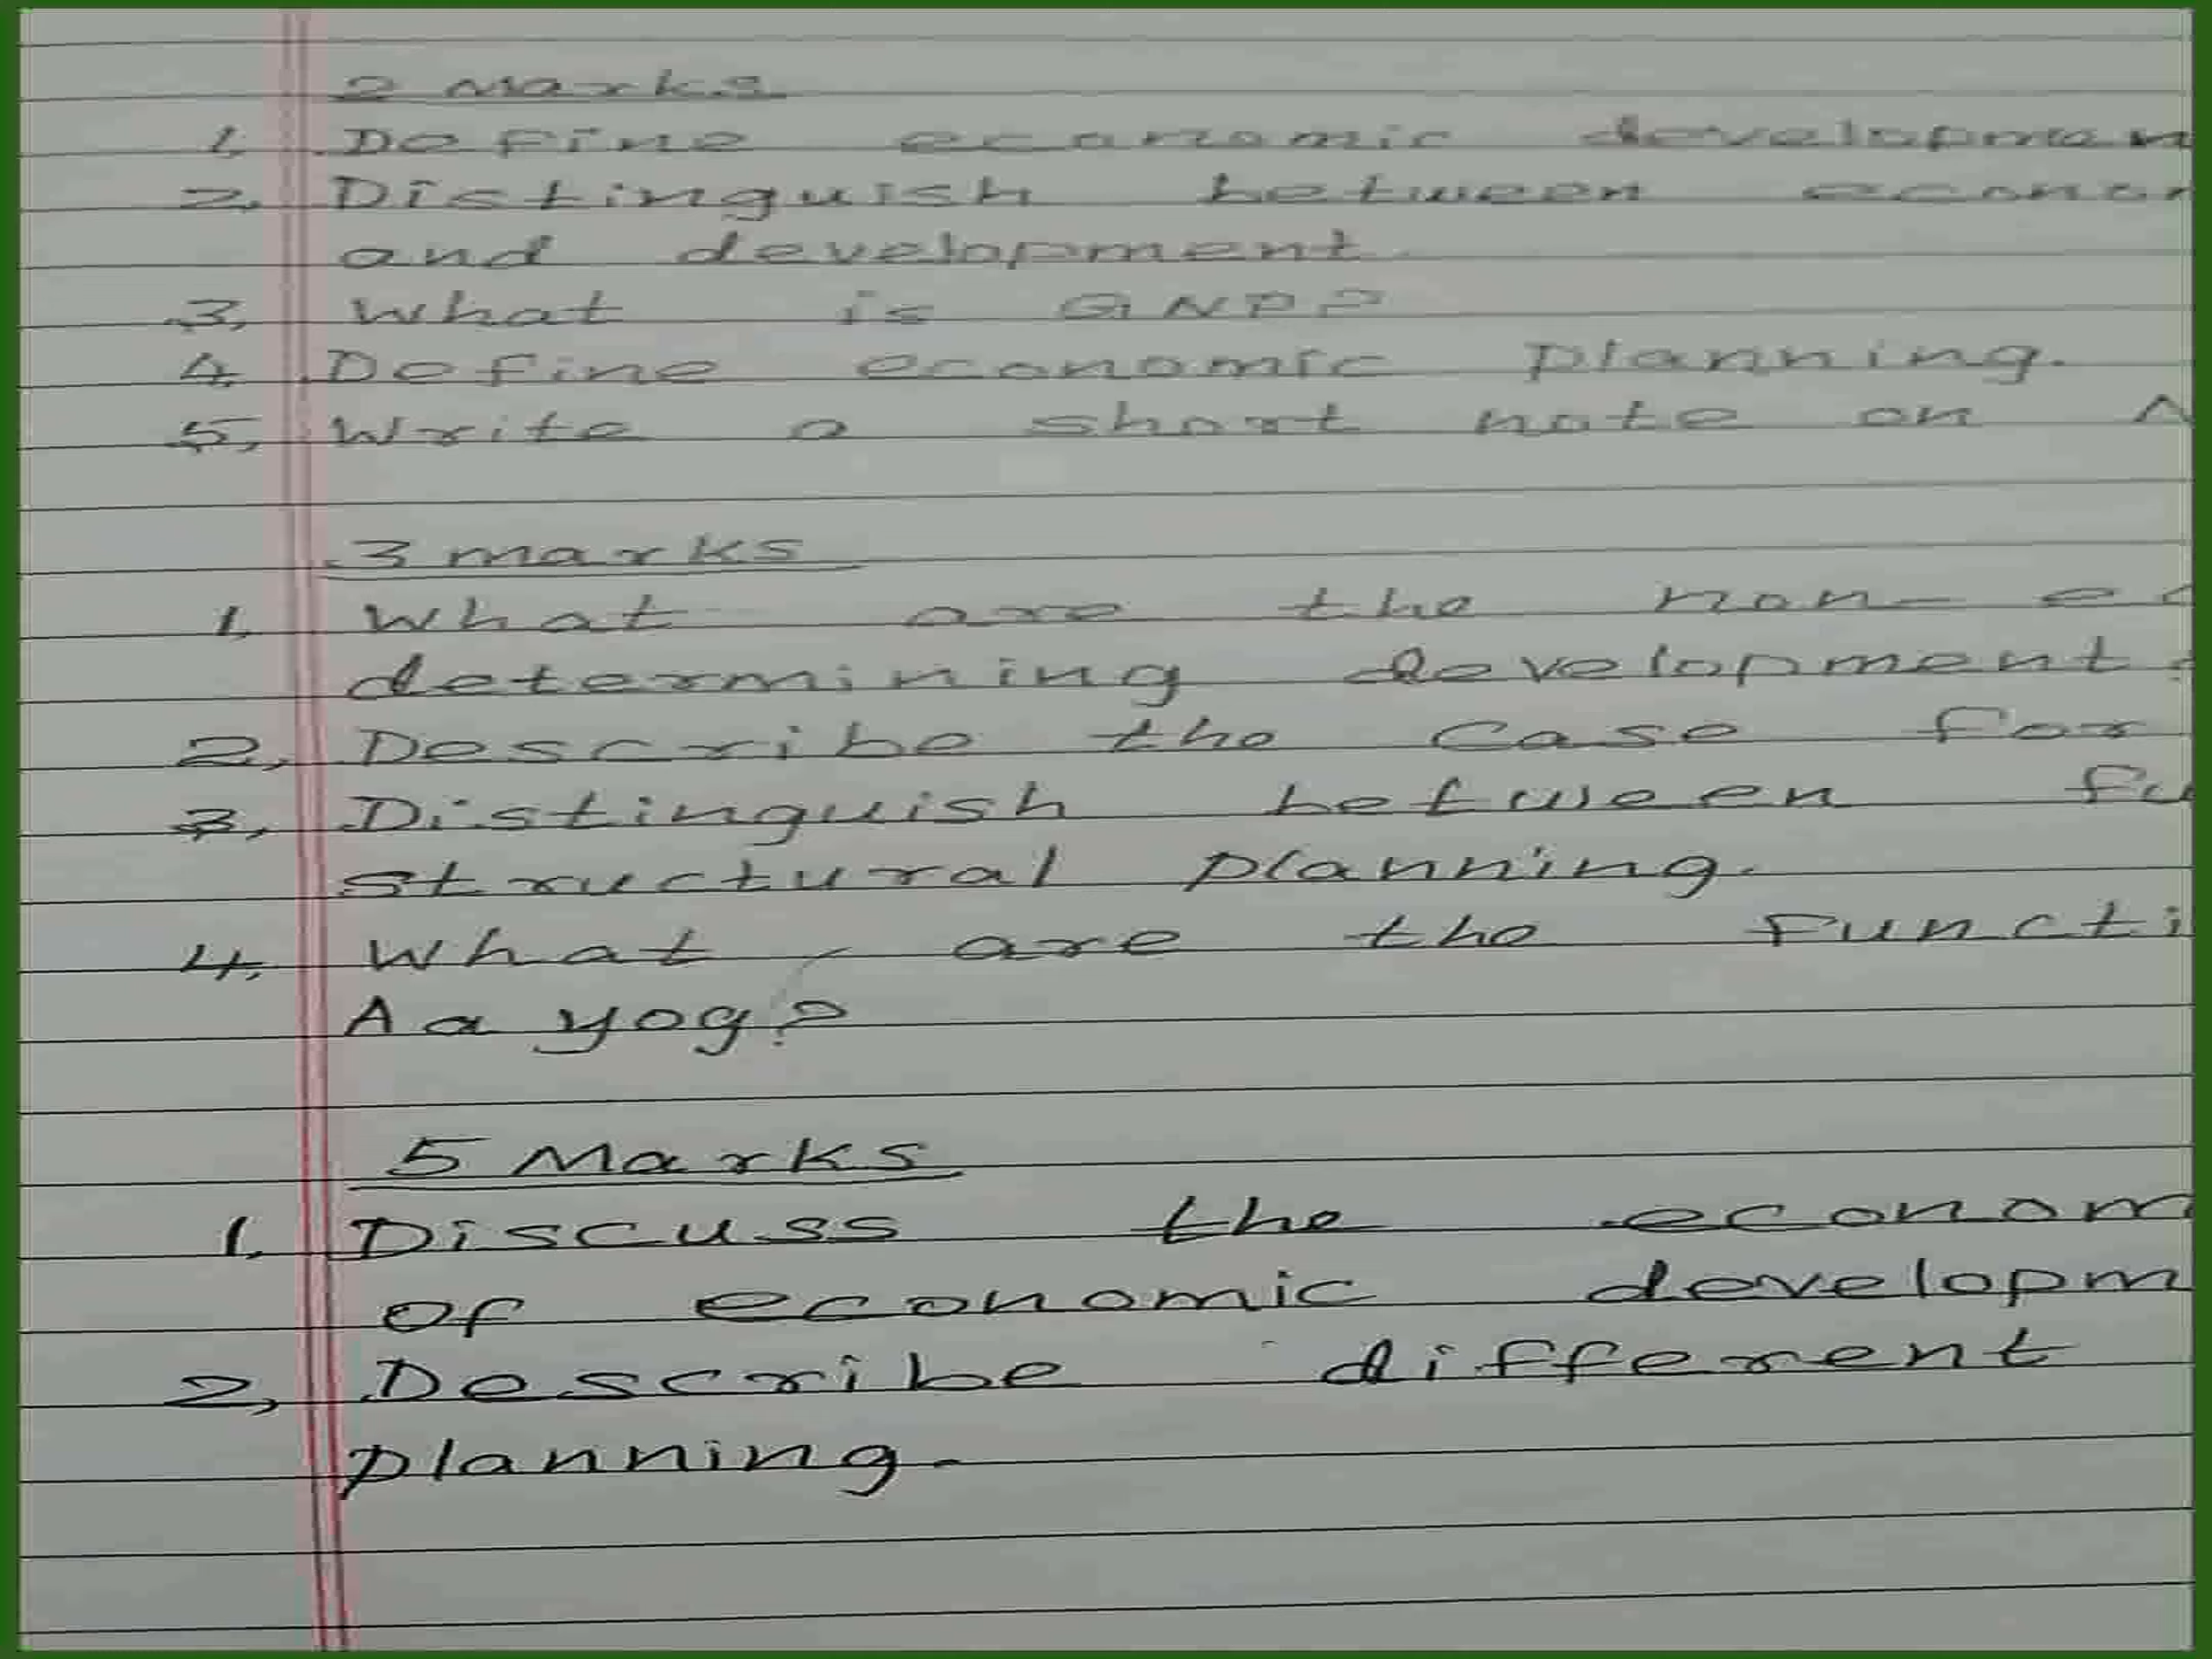 2 Marks
1. Define economic developmen
2. Distinguish between econo
and development.
3. What is GNP?
4. Define economic planning.
5. Write a short note on N
3 marks
1. What are the non-ec
determining development?
2. Describe the case for
3. Distinguish between fu
structural planning.
4. What are the functi
Aayog?
5 Marks
1. Discuss the econom
of economic developm
2. Describe different
planning.